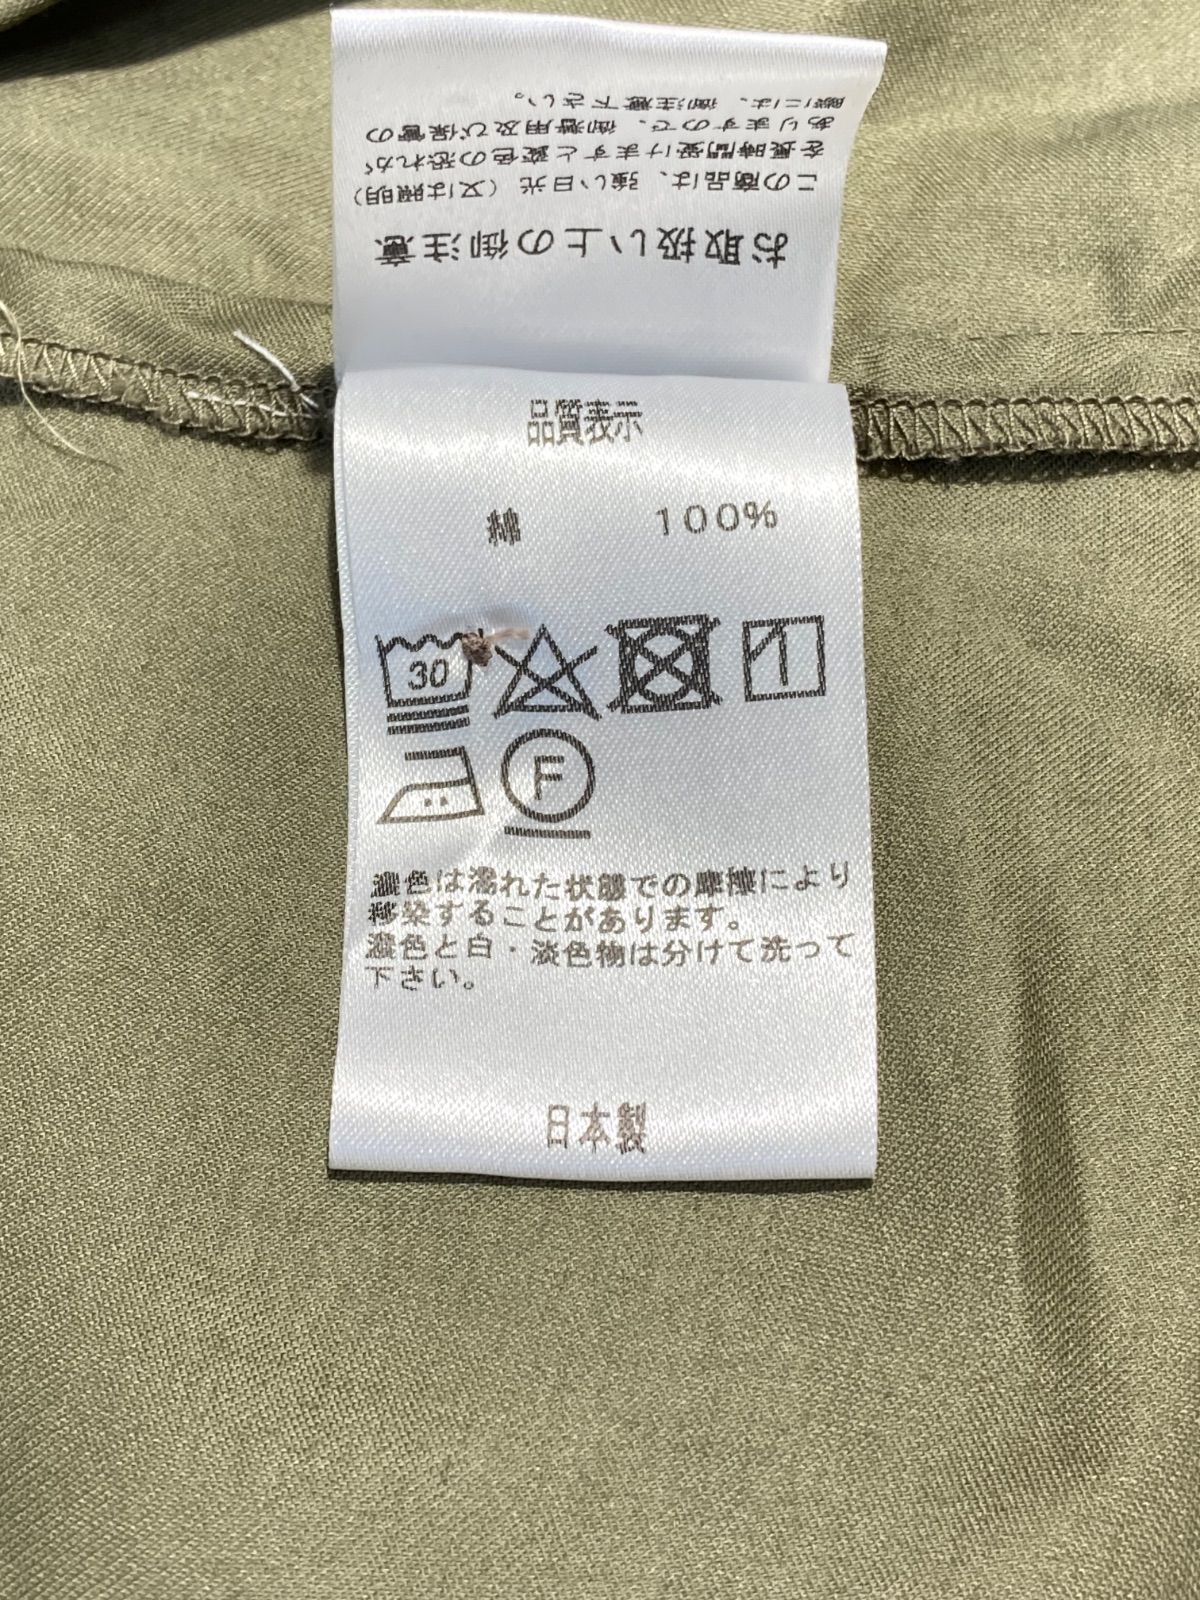 お取扱い上の御注意
この商品は、強い日光（又は照明）
を長時間受けますと変色の恐れが
ありますので、御着用及び保管の
際には、御注意下さい。
品質表示
綿 100%
30
F
濃色は濡れた状態での摩擦により
移染することがあります。
濃色と白・淡色物は分けて洗って
下さい。
日本製